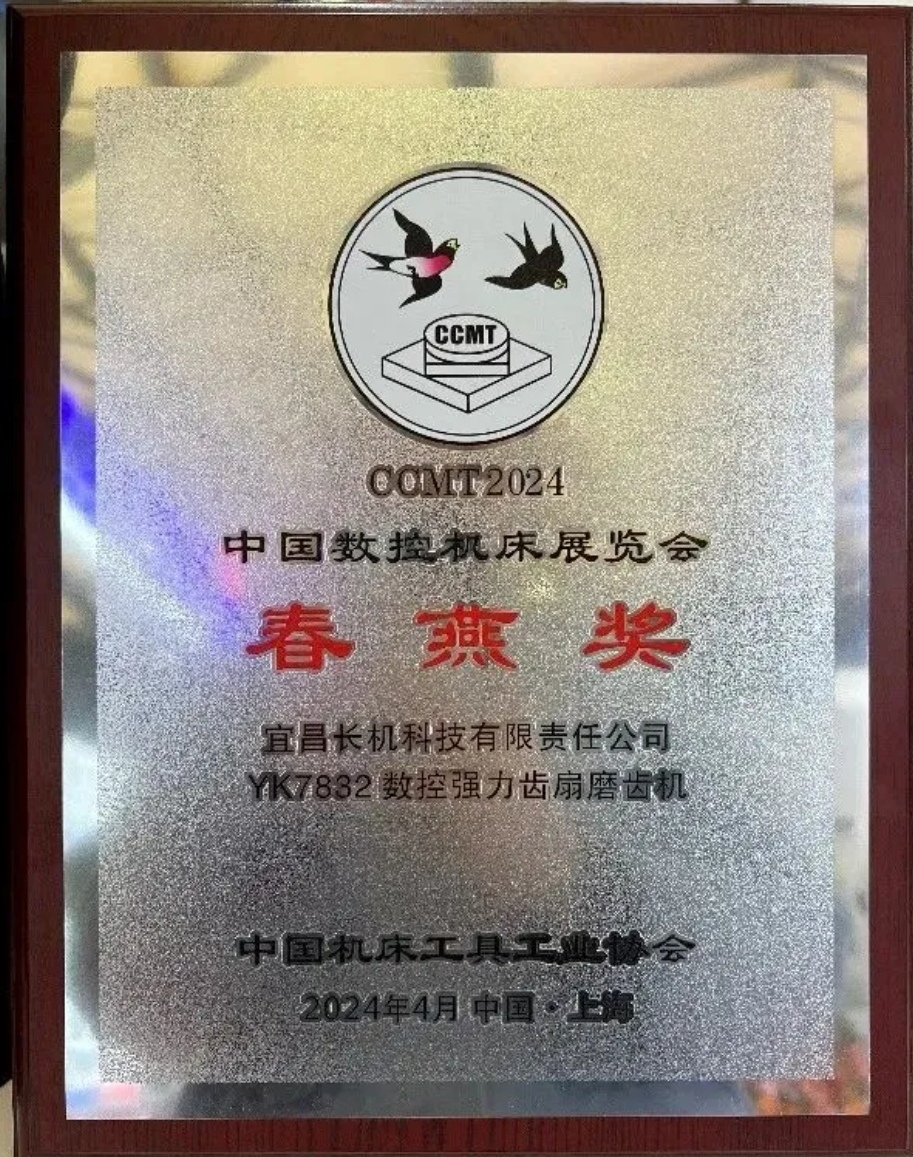 CCMT
CCMT2024
中国数控机床展览会
春燕奖
宜昌长机科技有限责任公司
YK7832 数控强力齿扇磨齿机
中国机床工具工业协会
2024年4月 中国·上海